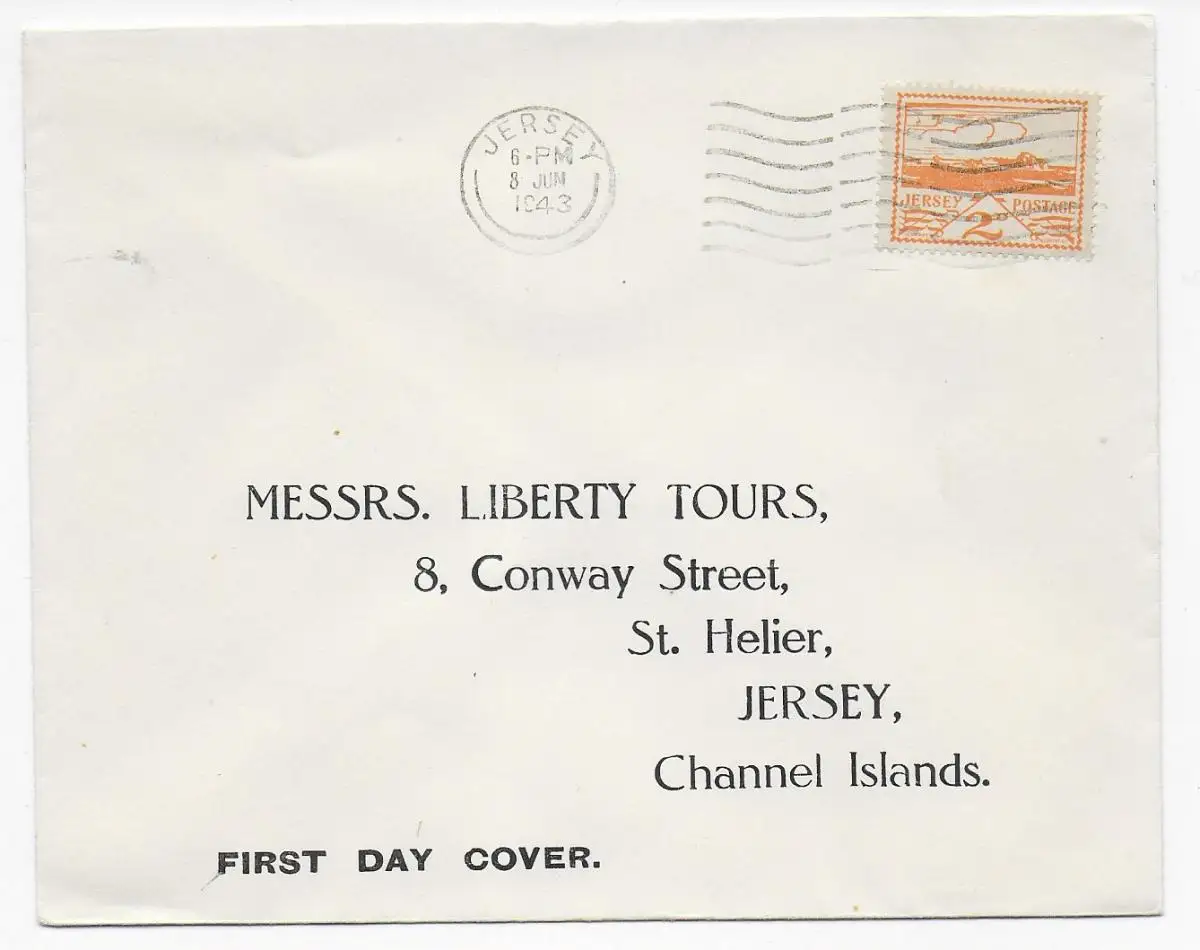 JERSEY
6-PM
8 JUN
1943
JERSEY POSTAGE
2
MESSRS. LIBERTY TOURS,
8, Conway Street,
St. Helier,
JERSEY,
Channel Islands.
FIRST DAY COVER.